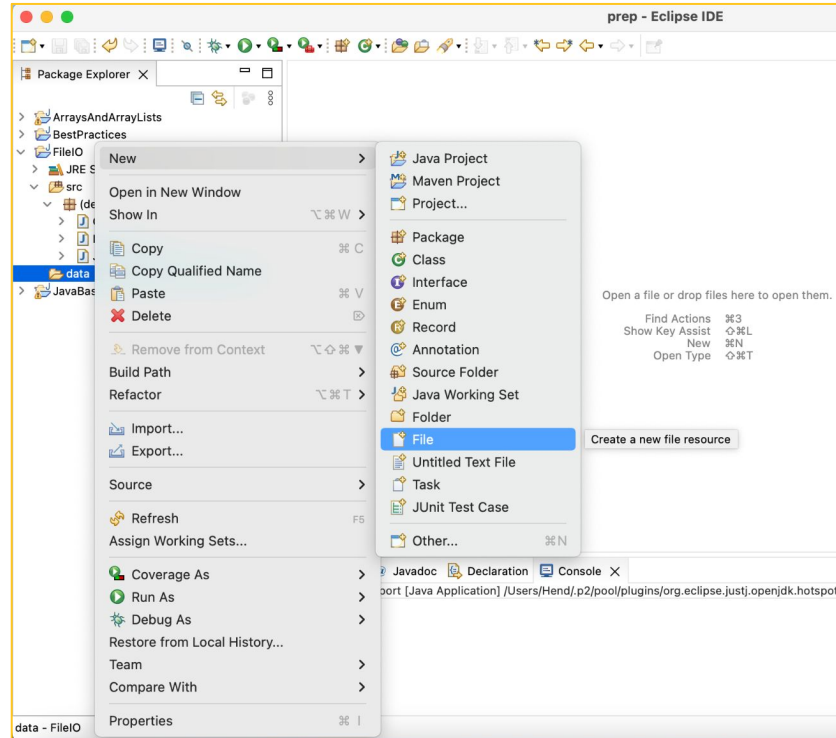 prep - Eclipse IDE
Package Explorer
ArraysAndArrayLists
BestPractices
FileIO
JRE S
src
(de
data
JavaBas
New
Open in New Window
Show In ⌥⌘W
Copy ⌘C
Copy Qualified Name
Paste ⌘V
Delete ⌦
Remove from Context ⌥⇧⌘▼
Build Path
Refactor ⌥⌘T
Import...
Export...
Source
Refresh F5
Assign Working Sets...
Coverage As
Run As
Debug As
Restore from Local History...
Team
Compare With
Properties ⌘I
Java Project
Maven Project
Project...
Package
Class
Interface
Enum
Record
Annotation
Source Folder
Java Working Set
Folder
File
Untitled Text File
Task
JUnit Test Case
Other... ⌘N
Create a new file resource
Open a file or drop files here to open them.
Find Actions ⌘3
Show Key Assist ⇧⌘L
New ⌘N
Open Type ⇧⌘T
Javadoc Declaration Console
port [Java Application] /Users/Hend/.p2/pool/plugins/org.eclipse.justj.openjdk.hotspot
data - FileIO